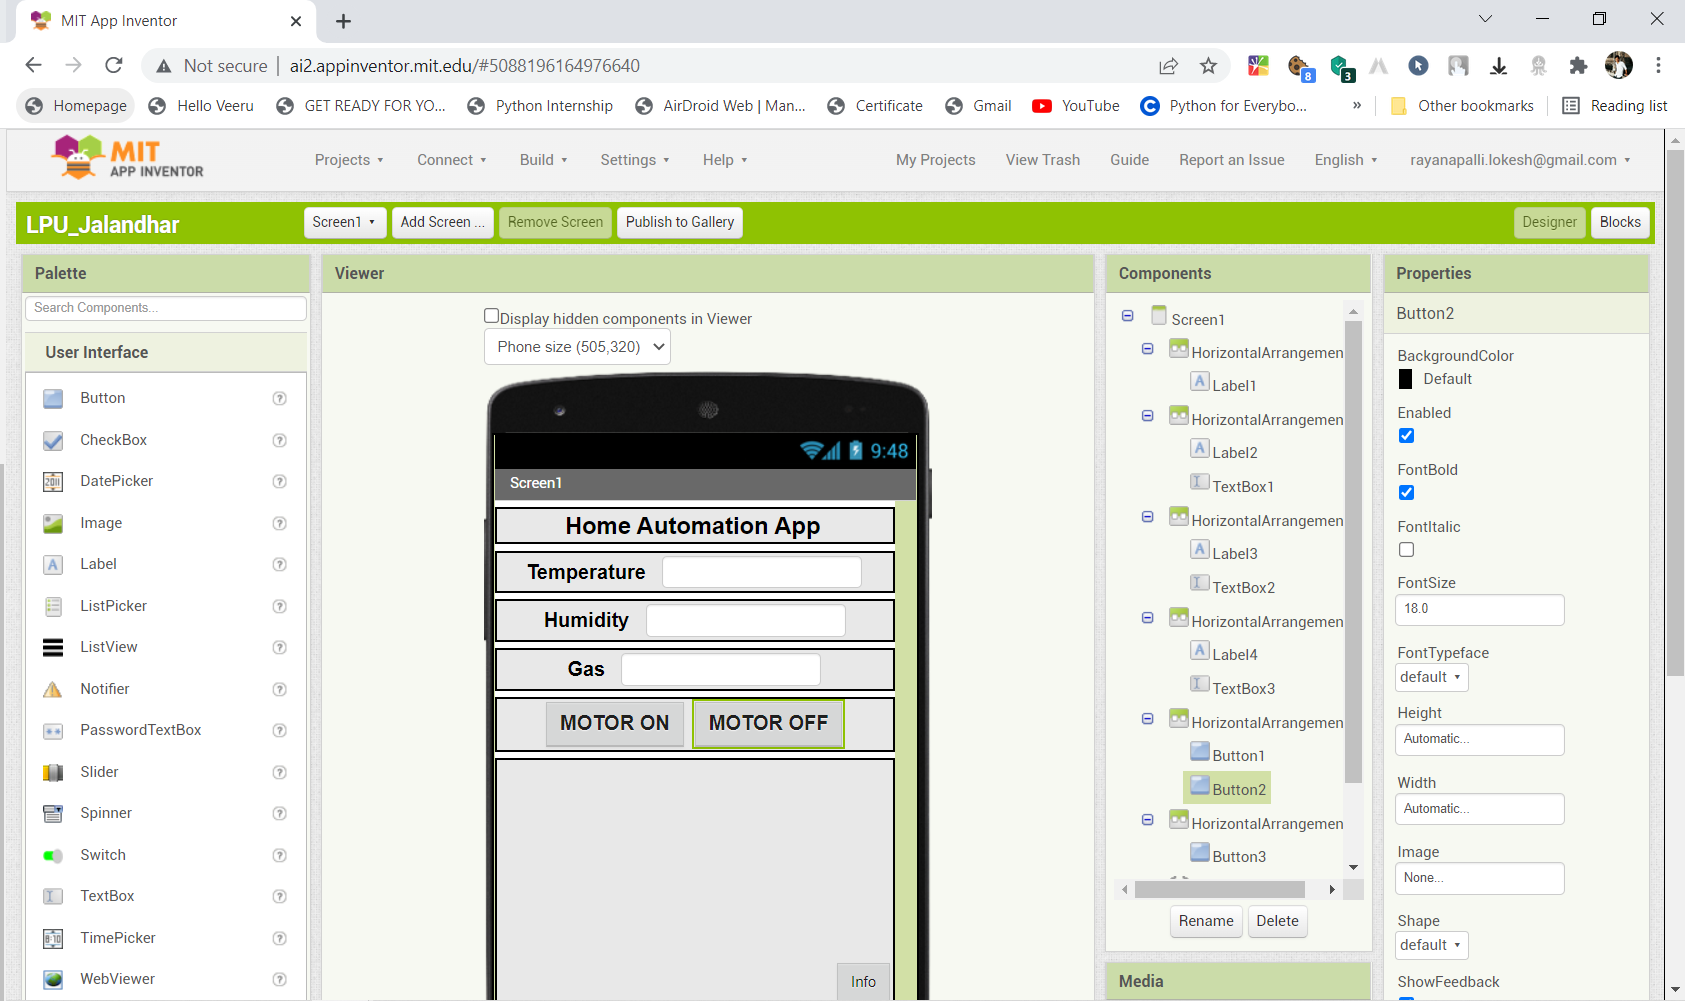 MIT App Inventor
Not secure | ai2.appinventor.mit.edu/#5088196164976640
8
3
Homepage Hello Veeru GET READY FOR YO... Python Internship AirDroid Web | Man... Certificate Gmail YouTube Python for Everybo... » Other bookmarks Reading list
MIT
APP INVENTOR
Projects Connect Build Settings Help My Projects View Trash Guide Report an Issue English rayanapalli.lokesh@gmail.com
LPU_Jalandhar Screen1 Add Screen ... Remove Screen Publish to Gallery Designer Blocks
Palette
Search Components...
User Interface
Button ?
CheckBox ?
DatePicker ?
Image ?
Label ?
ListPicker ?
ListView ?
Notifier ?
PasswordTextBox ?
Slider ?
Spinner ?
Switch ?
TextBox ?
TimePicker ?
WebViewer ?
Viewer
Display hidden components in Viewer
Phone size (505,320)
9:48
Screen1
Home Automation App
Temperature
Humidity
Gas
MOTOR ON MOTOR OFF
Info
Components
Screen1
HorizontalArrangemen
Label1
HorizontalArrangemen
Label2
TextBox1
HorizontalArrangemen
Label3
TextBox2
HorizontalArrangemen
Label4
TextBox3
HorizontalArrangemen
Button1
Button2
HorizontalArrangemen
Button3
Rename Delete
Media
Properties
Button2
BackgroundColor
Default
Enabled
FontBold
FontItalic
FontSize
18.0
FontTypeface
default
Height
Automatic...
Width
Automatic...
Image
None...
Shape
default
ShowFeedback